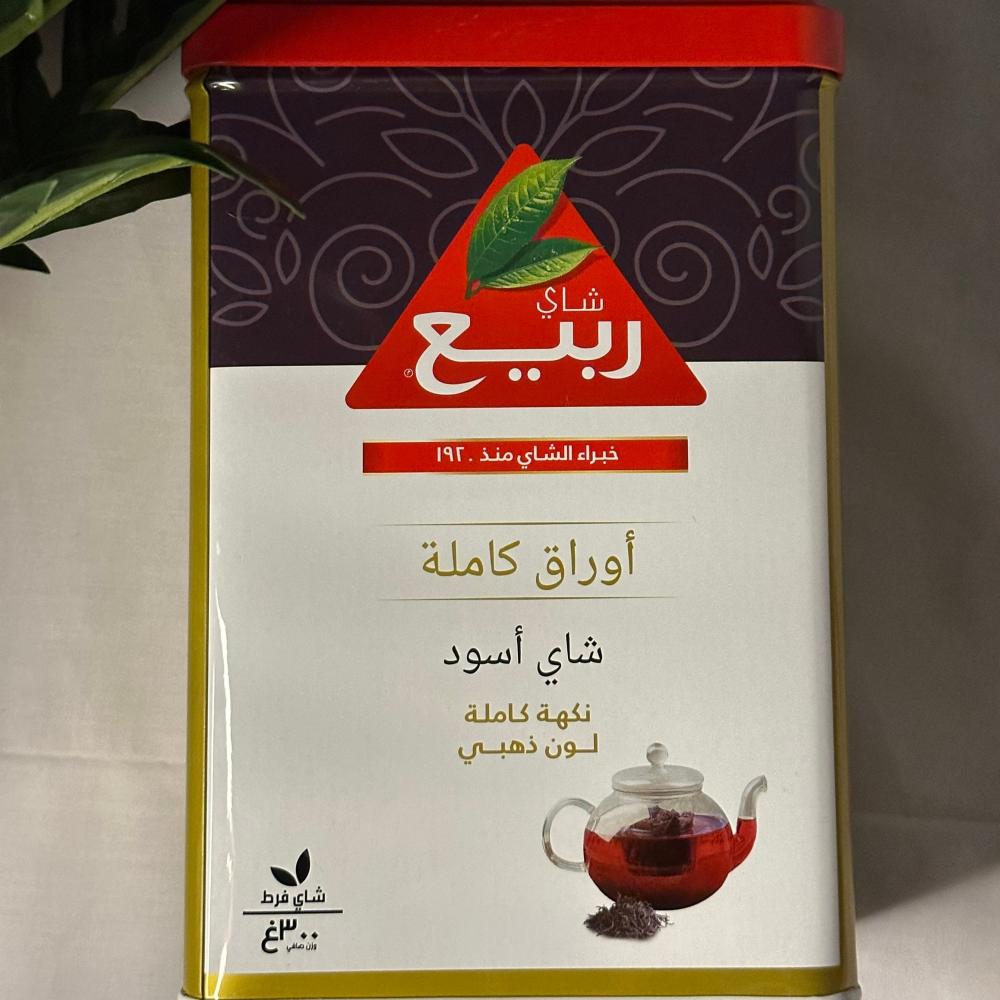 شاي
ربيع
خبراء الشاي منذ ١٩٢٠
أوراق كاملة
شاي أسود
نكهة كاملة
لون ذهبي
شاي فرط
٣٠٠غ
وزن صافي